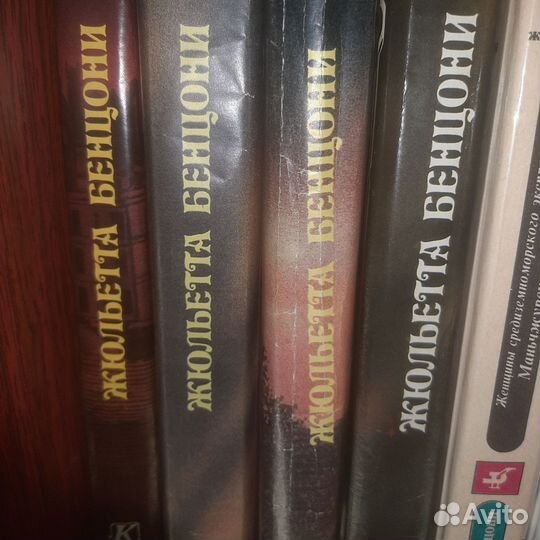 ЖЮЛЬЕТТА БЕНЦОНИ
К
ЖЮЛЬЕТТА БЕНЦОНИ
ЖЮЛЬЕТТА БЕНЦОНИ
ЖЮЛЬЕТТА БЕНЦОНИ
Женщины средиземноморского
Avito